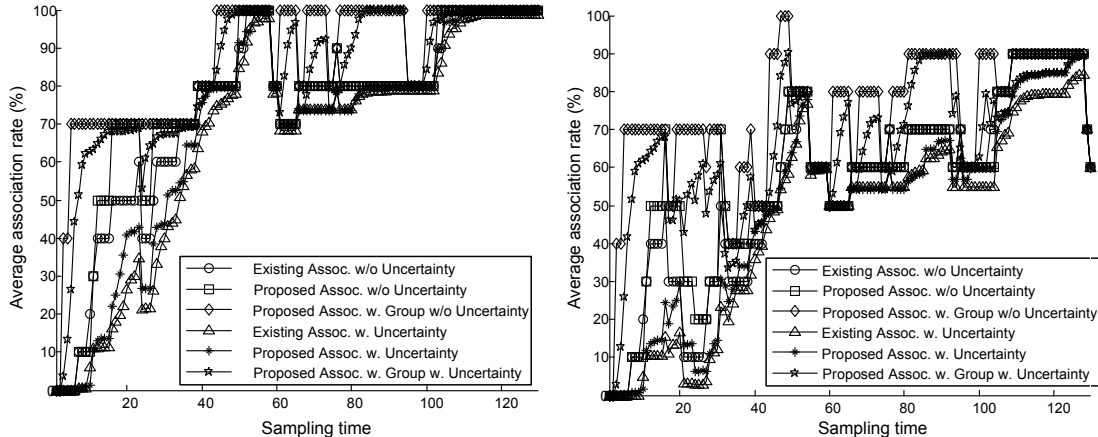 Average association rate (%)
100
90
80
70
60
50
40
30
20
10
0
20
40
60
80
100
120
Sampling time
Existing Assoc. w/o Uncertainty
Proposed Assoc. w/o Uncertainty
Proposed Assoc. w. Group w/o Uncertainty
Existing Assoc. w. Uncertainty
Proposed Assoc. w. Uncertainty
Proposed Assoc. w. Group w. Uncertainty
Average association rate (%)
100
90
80
70
60
50
40
30
20
10
0
20
40
60
80
100
120
Sampling time
Existing Assoc. w/o Uncertainty
Proposed Assoc. w/o Uncertainty
Proposed Assoc. w. Group w/o Uncertainty
Existing Assoc. w. Uncertainty
Proposed Assoc. w. Uncertainty
Proposed Assoc. w. Group w. Uncertainty